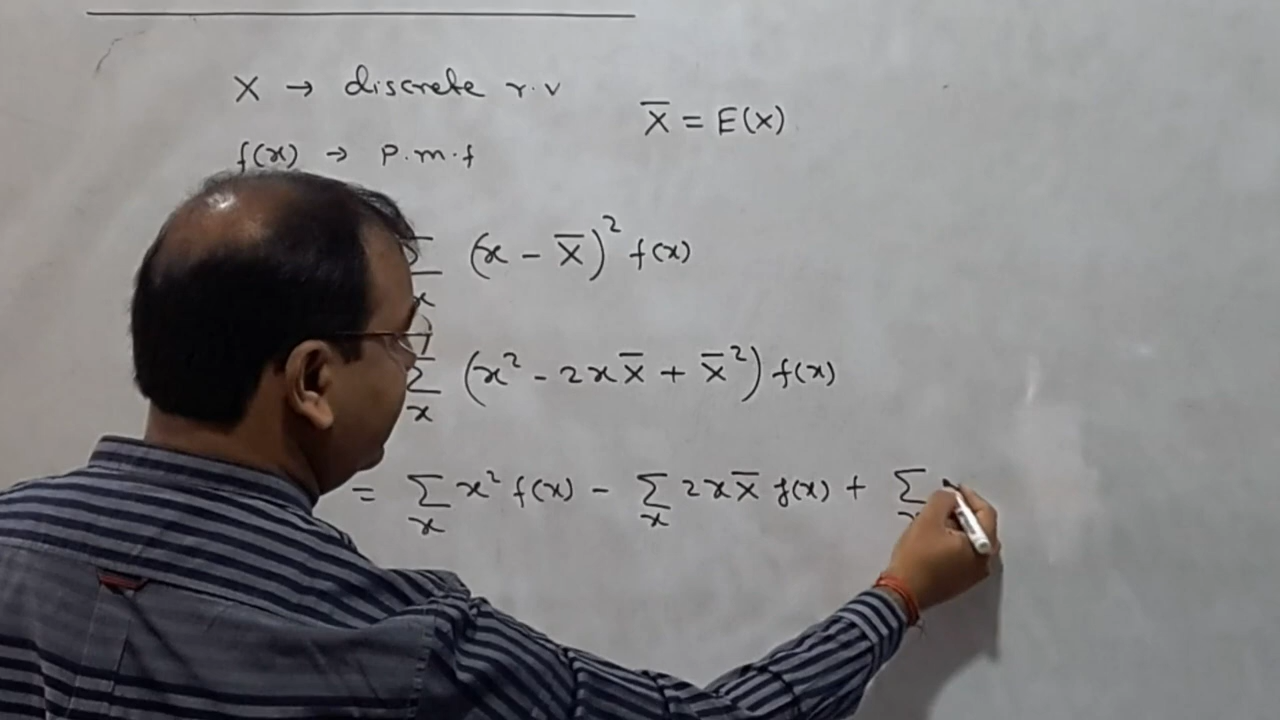 X → discrete r.v
X̄ = E(X)
f(x) → p.m.f
∑ₓ (x - X̄)² f(x)
∑ₓ (x² - 2xX̄ + X̄²) f(x)
= ∑ₓ x² f(x) - ∑ₓ 2xX̄ f(x) + ∑